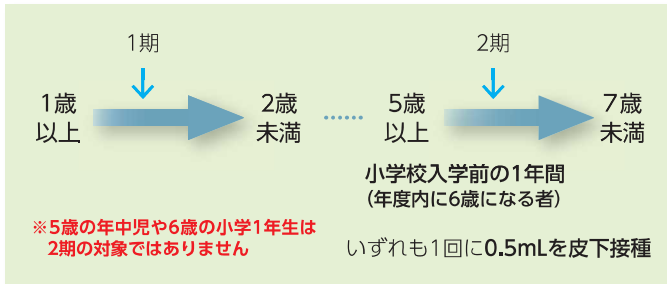 1期
2期
1歳
以上
2歳
未満
……
5歳
以上
7歳
未満
小学校入学前の1年間
(年度内に6歳になる者)
※5歳の年中児や6歳の小学1年生は
2期の対象ではありません
いずれも1回に0.5mLを皮下接種